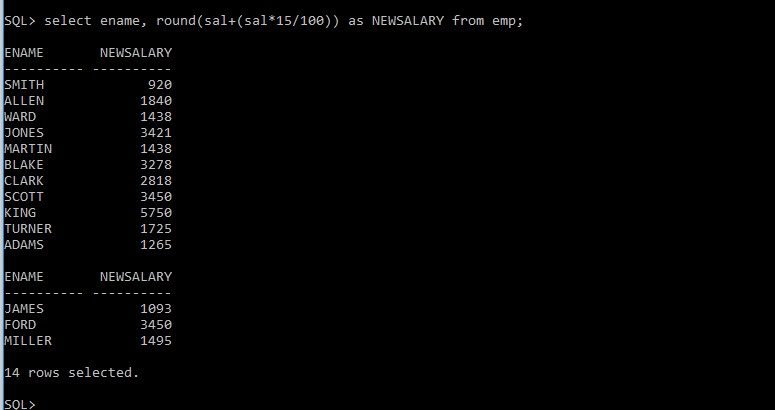 SQL> select ename, round(sal+(sal*15/100)) as NEWSALARY from emp;
ENAME NEWSALARY
---------- ----------
SMITH 920
ALLEN 1840
WARD 1438
JONES 3421
MARTIN 1438
BLAKE 3278
CLARK 2818
SCOTT 3450
KING 5750
TURNER 1725
ADAMS 1265
ENAME NEWSALARY
---------- ----------
JAMES 1093
FORD 3450
MILLER 1495
14 rows selected.
SQL>